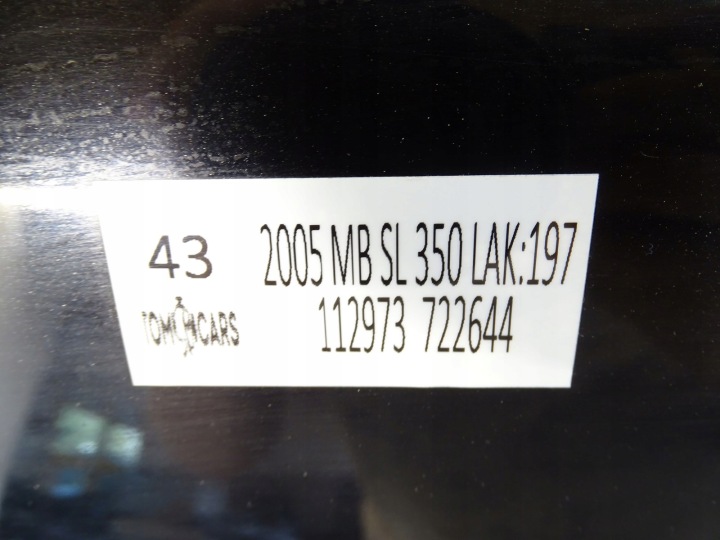 43
2005 MB SL 350 LAK:197
TOM CARS
112973 722644